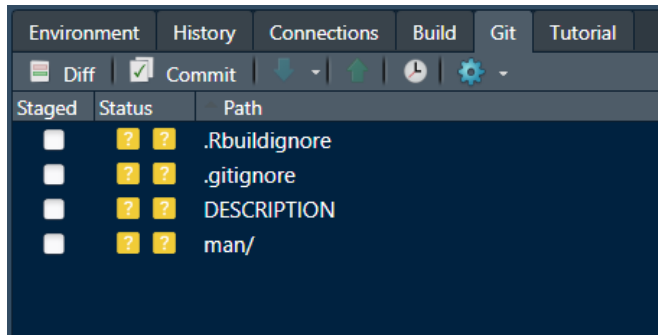 Environment History Connections Build Git Tutorial
Diff Commit
Staged Status Path
? ? .Rbuildignore
? ? .gitignore
? ? DESCRIPTION
? ? man/